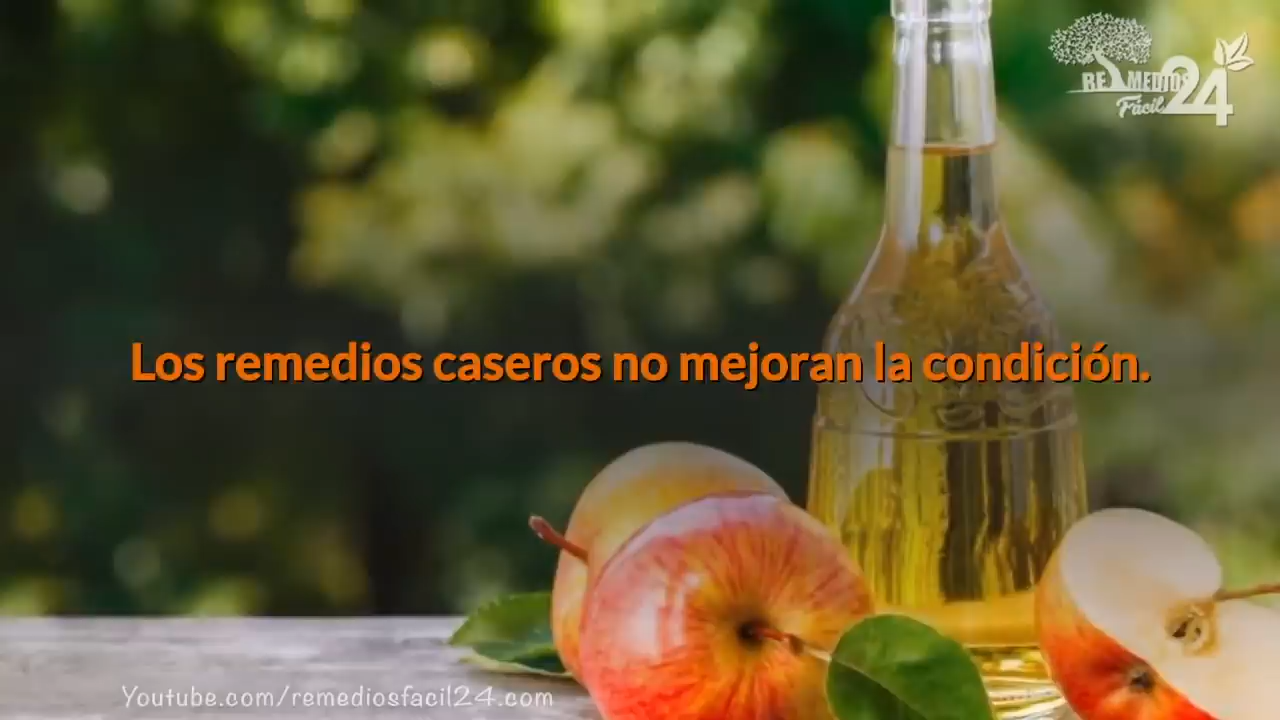 REMEDIOS
Fácil 24
Los remedios caseros no mejoran la condición.
Youtube.com/remediosfacil24.com